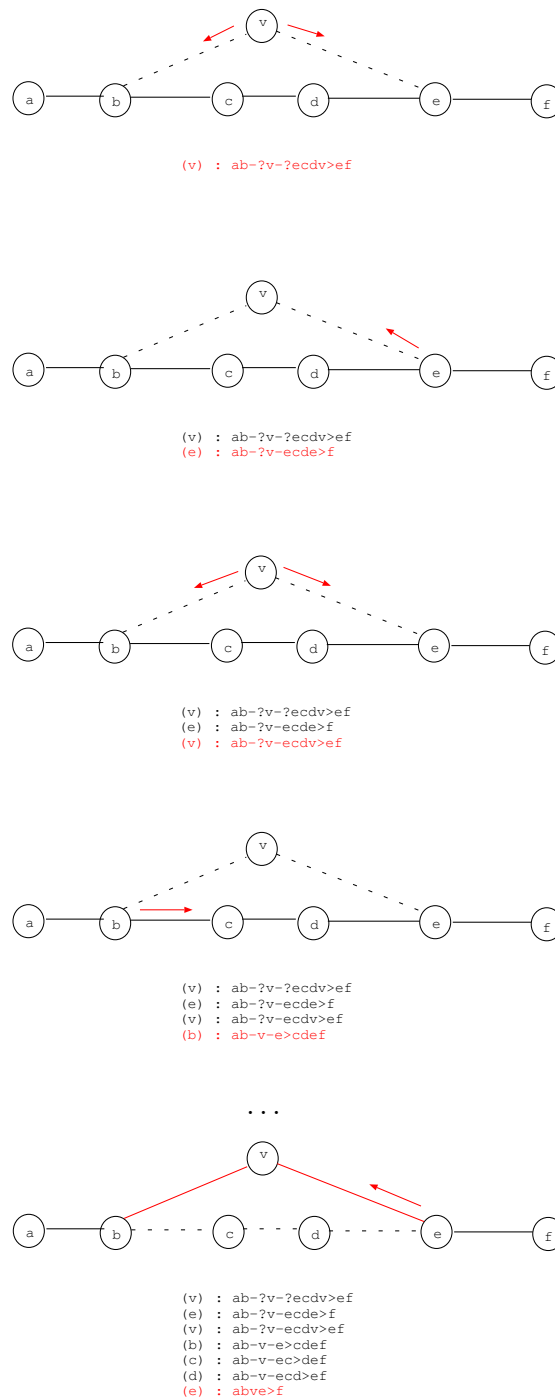 v
a b c d e f
(v) : ab-?v-?ecdv>ef
v
a b c d e f
(v) : ab-?v-?ecdv>ef
(e) : ab-?v-ecde>f
v
a b c d e f
(v) : ab-?v-?ecdv>ef
(e) : ab-?v-ecde>f
(v) : ab-?v-ecdv>ef
v
a b c d e f
(v) : ab-?v-?ecdv>ef
(e) : ab-?v-ecde>f
(v) : ab-?v-ecdv>ef
(b) : ab-v-e>cdef
...
v
a b c d e f
(v) : ab-?v-?ecdv>ef
(e) : ab-?v-ecde>f
(v) : ab-?v-ecdv>ef
(b) : ab-v-e>cdef
(c) : ab-v-ec>def
(d) : ab-v-ecd>ef
(e) : abve>f